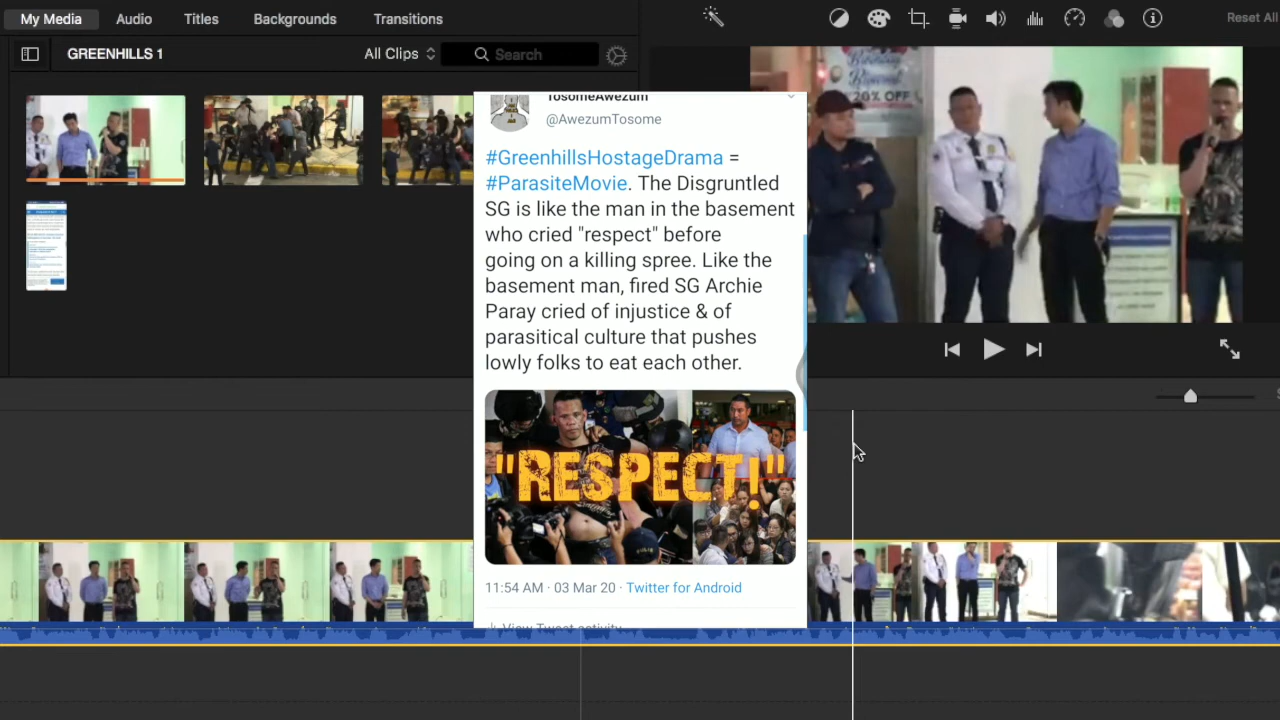 My Media
Audio
Titles
Backgrounds
Transitions
Reset All
GREENHILLS 1
All Clips
Search
20% OFF
TosomeAwezum
@AwezumTosome
#GreenhillsHostageDrama =
#ParasiteMovie. The Disgruntled
SG is like the man in the basement
who cried "respect" before
going on a killing spree. Like the
basement man, fired SG Archie
Paray cried of injustice & of
parasitical culture that pushes
lowly folks to eat each other.
"RESPECT!"
11:54 AM · 03 Mar 20 · Twitter for Android
View Tweet activity